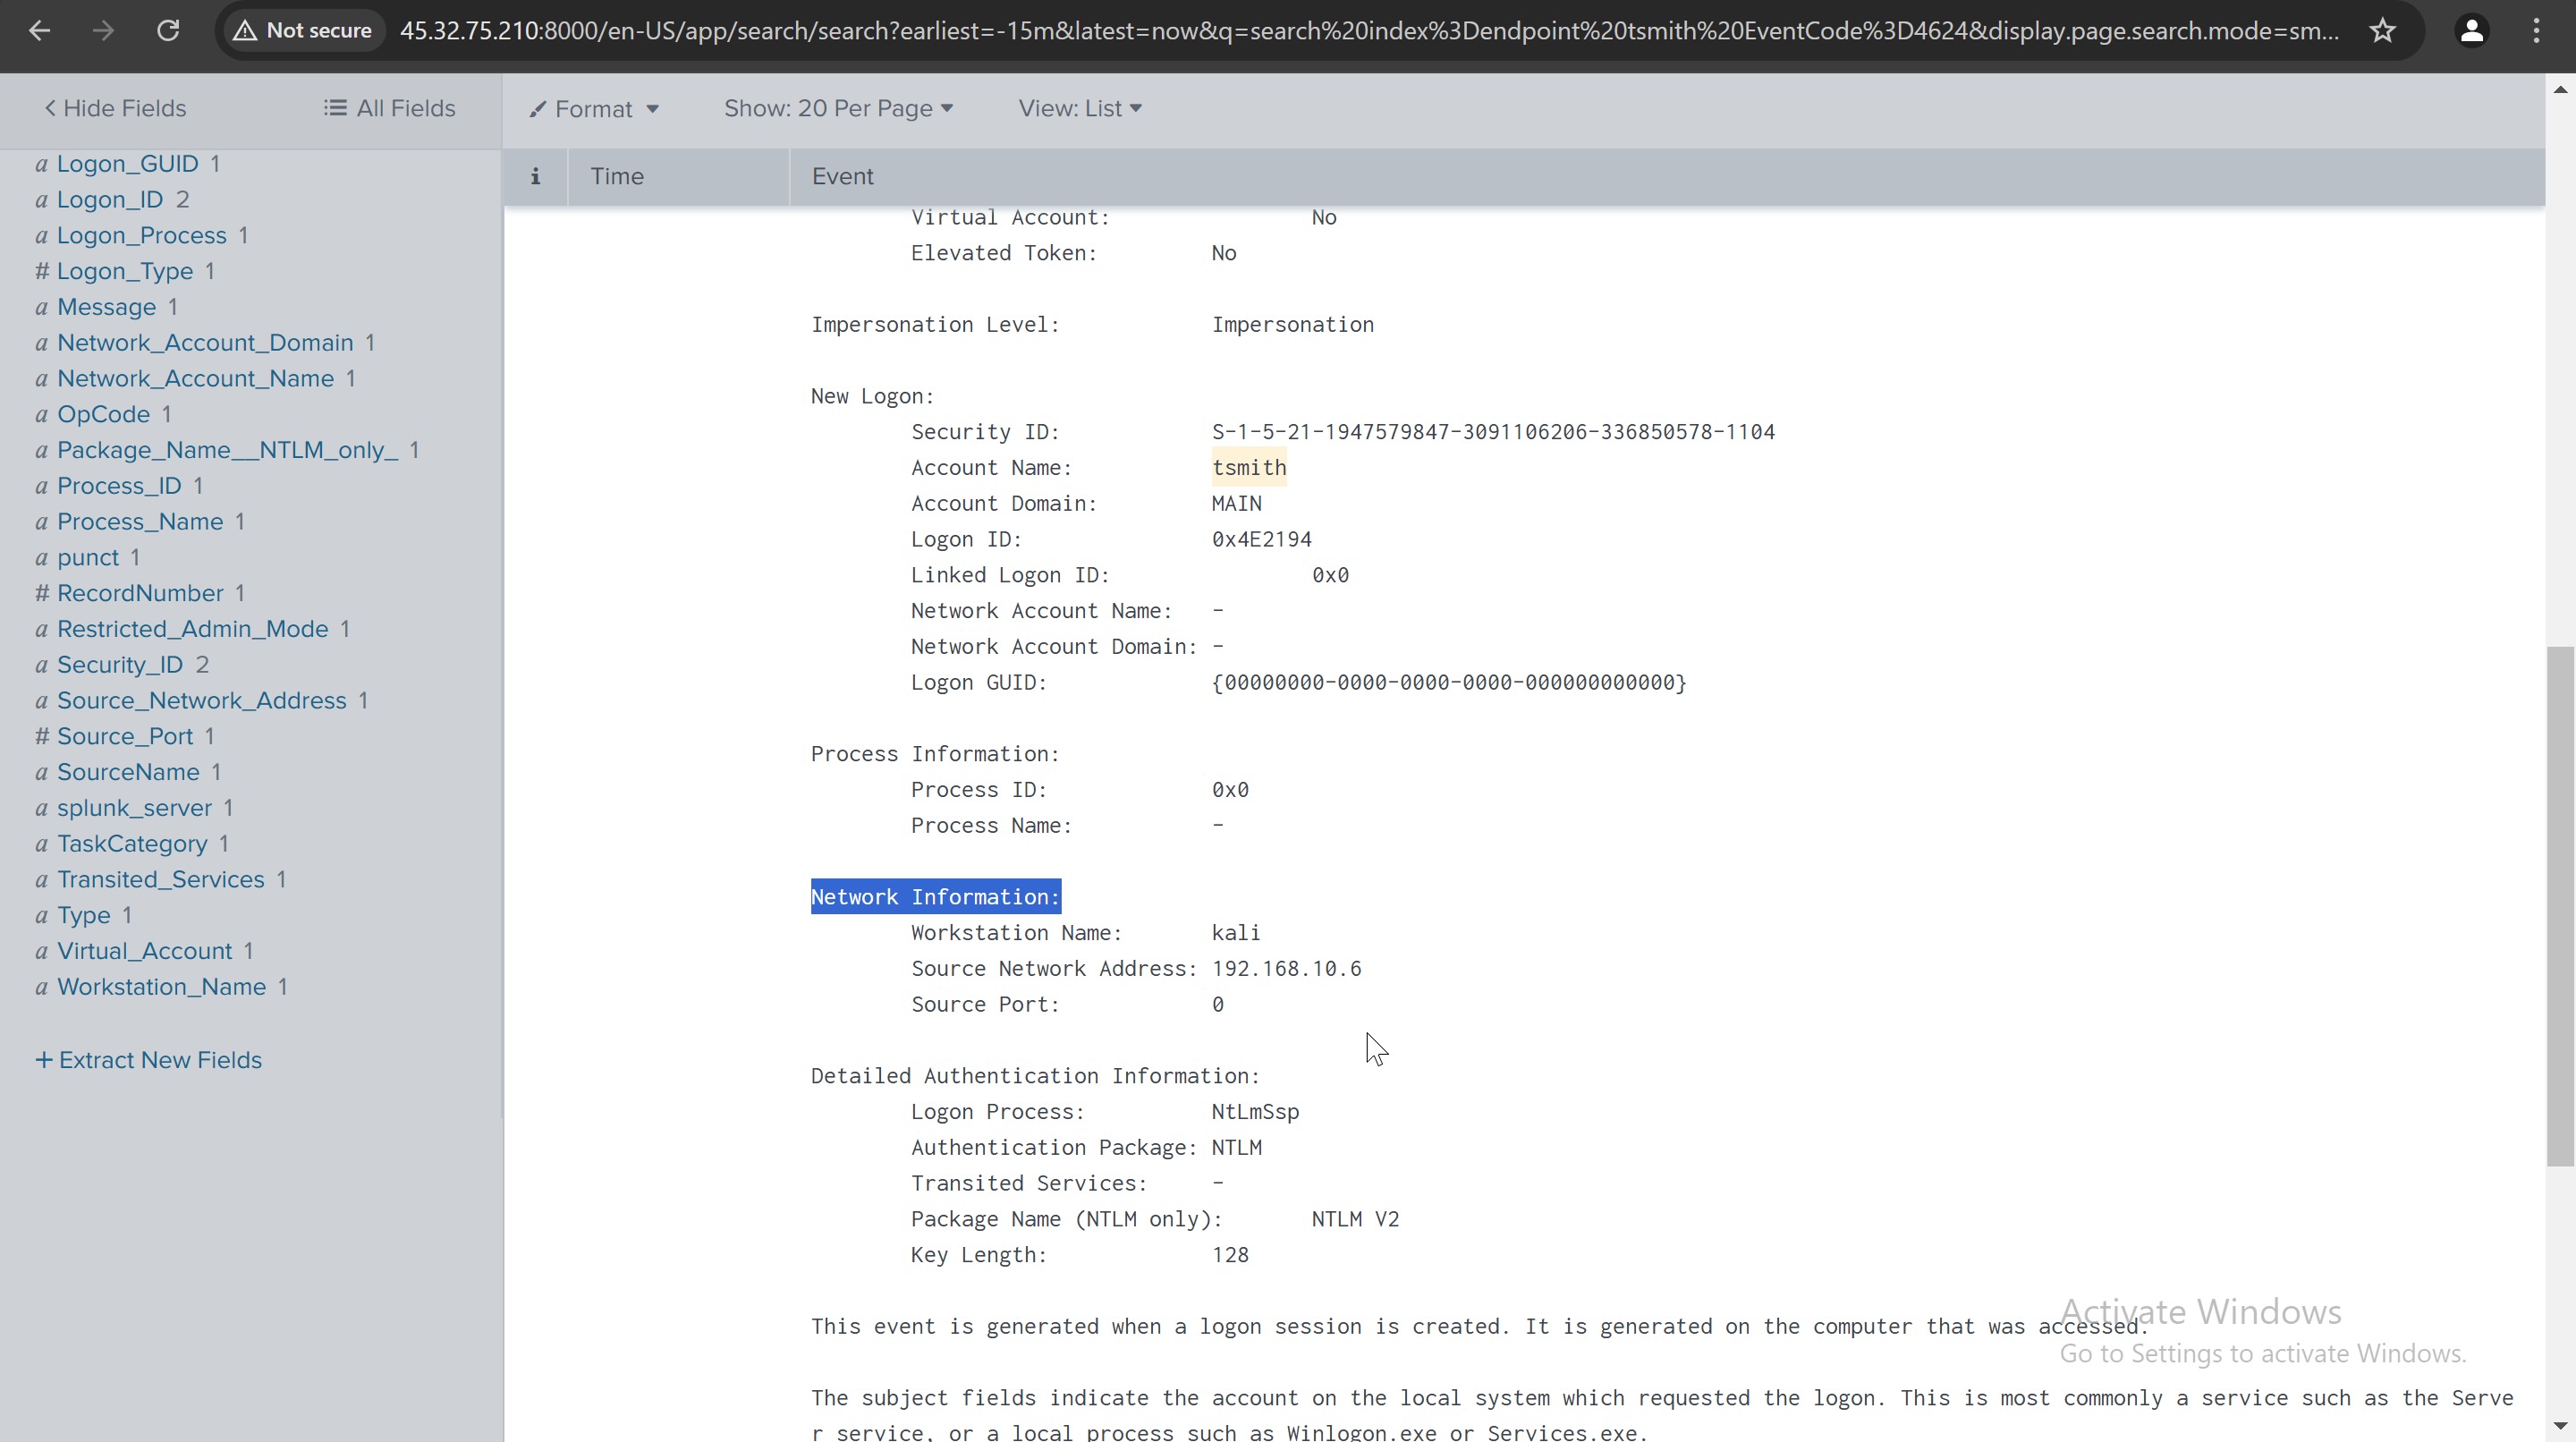 Not secure 45.32.75.210:8000/en-US/app/search/search?earliest=-15m&latest=now&q=search%20index%3Dendpoint%20tsmith%20EventCode%3D4624&display.page.search.mode=sm...
Hide Fields All Fields
a Logon_GUID 1
a Logon_ID 2
a Logon_Process 1
# Logon_Type 1
a Message 1
a Network_Account_Domain 1
a Network_Account_Name 1
a OpCode 1
a Package_Name__NTLM_only_ 1
a Process_ID 1
a Process_Name 1
a punct 1
# RecordNumber 1
a Restricted_Admin_Mode 1
a Security_ID 2
a Source_Network_Address 1
# Source_Port 1
a SourceName 1
a splunk_server 1
a TaskCategory 1
a Transited_Services 1
a Type 1
a Virtual_Account 1
a Workstation_Name 1
+ Extract New Fields
Format Show: 20 Per Page View: List
i Time Event
Virtual Account: No
Elevated Token: No
Impersonation Level: Impersonation
New Logon:
Security ID: S-1-5-21-1947579847-3091106206-336850578-1104
Account Name: tsmith
Account Domain: MAIN
Logon ID: 0x4E2194
Linked Logon ID: 0x0
Network Account Name: -
Network Account Domain: -
Logon GUID: {00000000-0000-0000-0000-000000000000}
Process Information:
Process ID: 0x0
Process Name: -
Network Information:
Workstation Name: kali
Source Network Address: 192.168.10.6
Source Port: 0
Detailed Authentication Information:
Logon Process: NtLmSsp
Authentication Package: NTLM
Transited Services: -
Package Name (NTLM only): NTLM V2
Key Length: 128
This event is generated when a logon session is created. It is generated on the computer that was accessed.
The subject fields indicate the account on the local system which requested the logon. This is most commonly a service such as the Serve
r service, or a local process such as Winlogon.exe or Services.exe.
Activate Windows
Go to Settings to activate Windows.